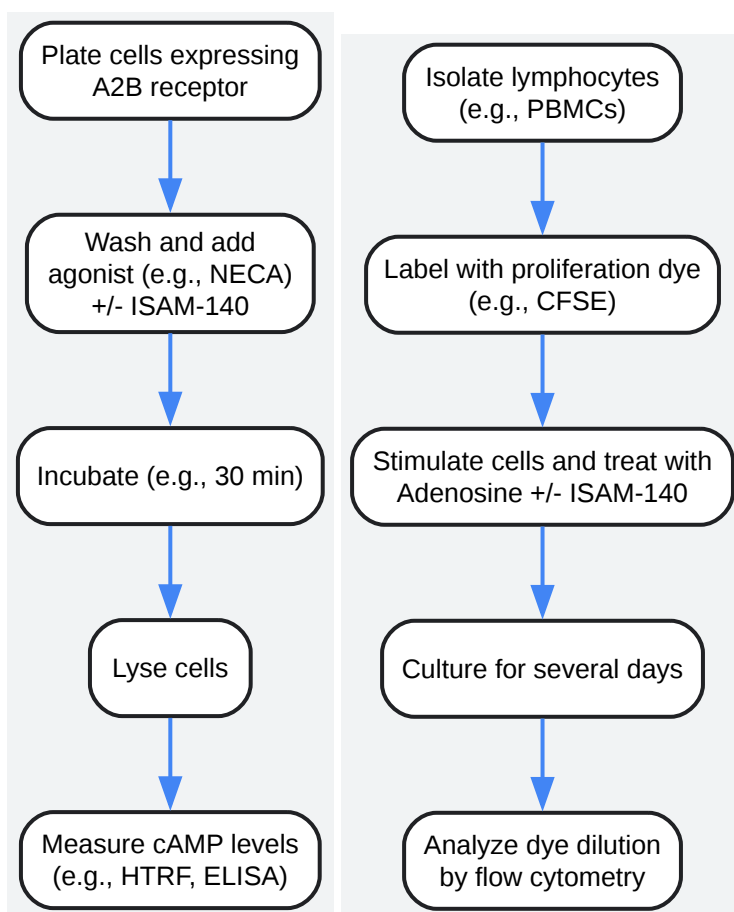 Plate cells expressing
A2B receptor
Wash and add
agonist (e.g., NECA)
+/- ISAM-140
Incubate (e.g., 30 min)
Lyse cells
Measure cAMP levels
(e.g., HTRF, ELISA)
Isolate lymphocytes
(e.g., PBMCs)
Label with proliferation dye
(e.g., CFSE)
Stimulate cells and treat with
Adenosine +/- ISAM-140
Culture for several days
Analyze dye dilution
by flow cytometry